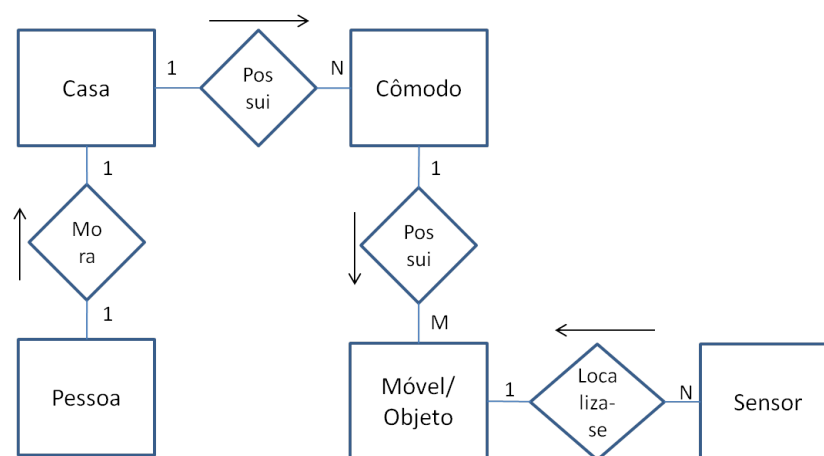 Casa
1
Pos
sui
N
Cômodo
1
Mo
ra
1
Pessoa
1
Pos
sui
M
Móvel/
Objeto
1
Loca
liza-
se
N
Sensor